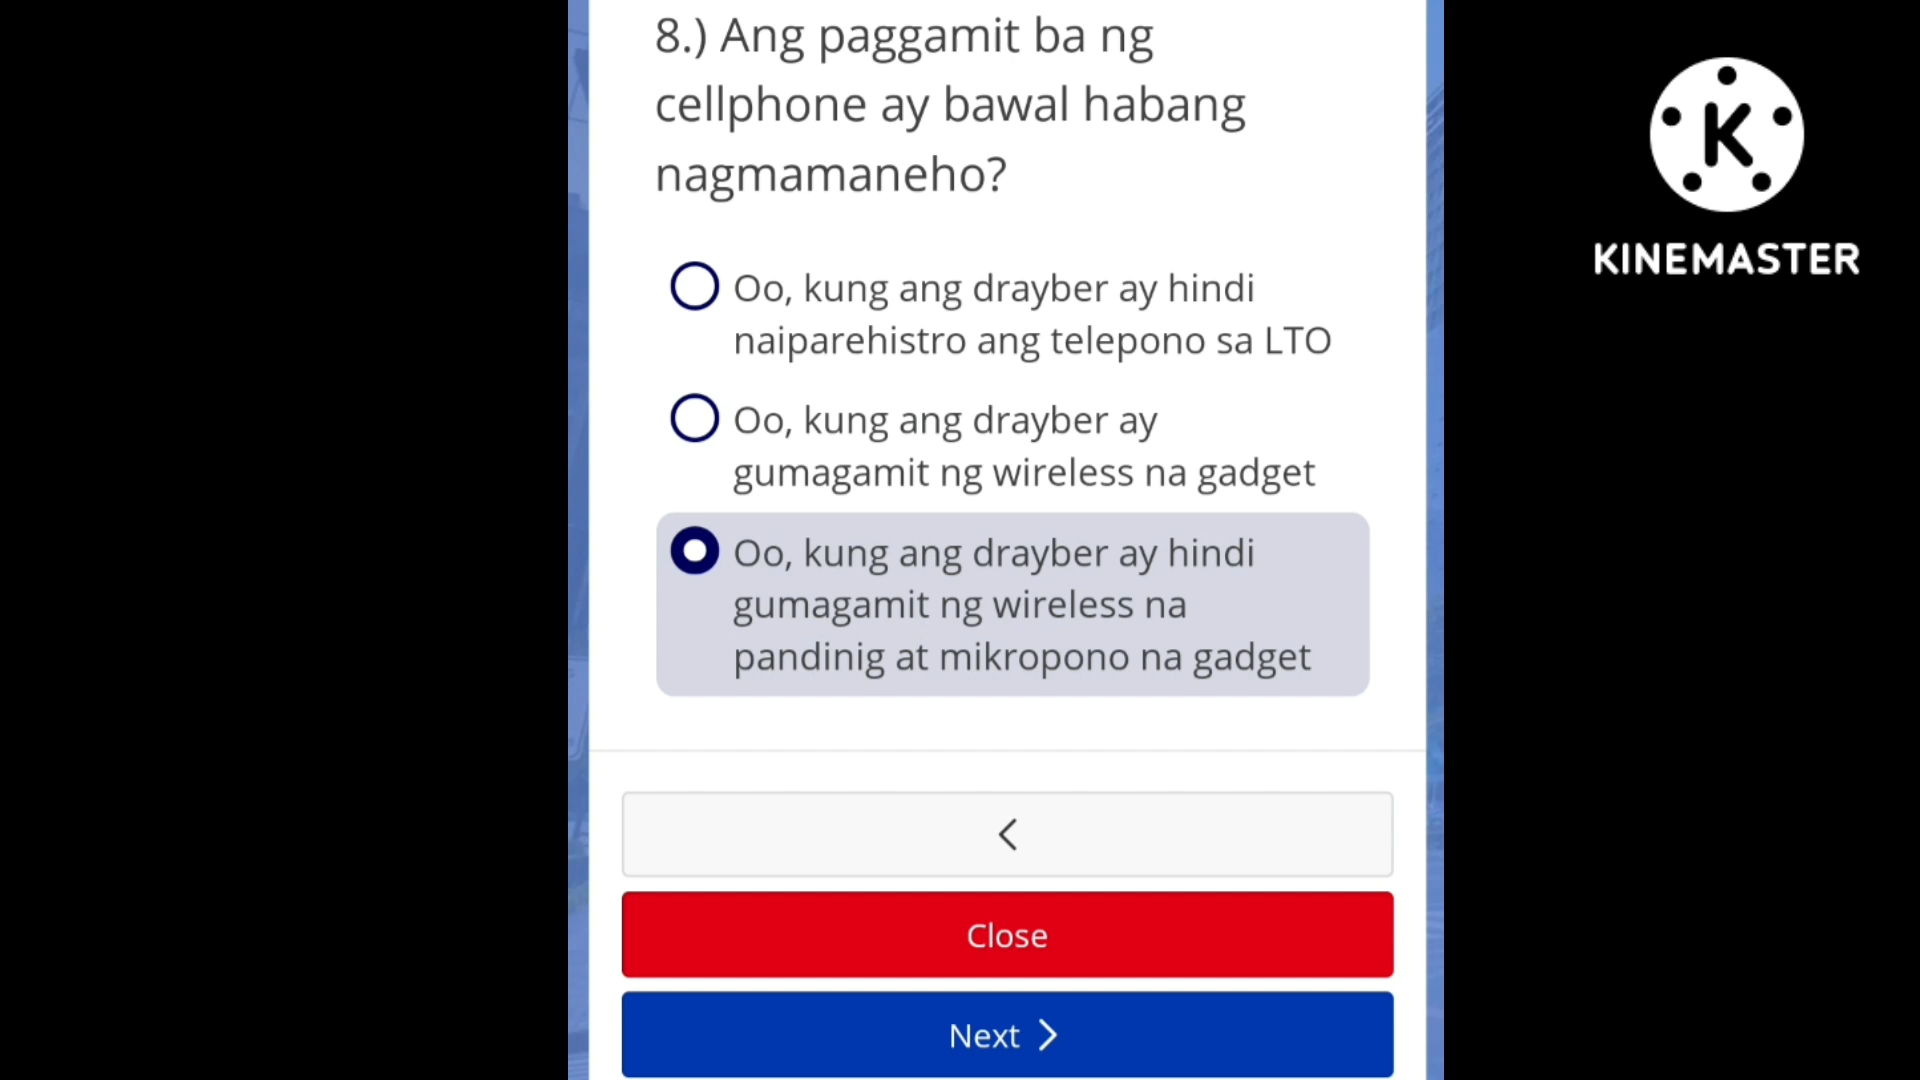 8.) Ang paggamit ba ng
cellphone ay bawal habang
nagmamaneho?
Oo, kung ang drayber ay hindi
naiparehistro ang telepono sa LTO
Oo, kung ang drayber ay
gumagamit ng wireless na gadget
Oo, kung ang drayber ay hindi
gumagamit ng wireless na
pandinig at mikropono na gadget
Close
Next
K
KINEMASTER